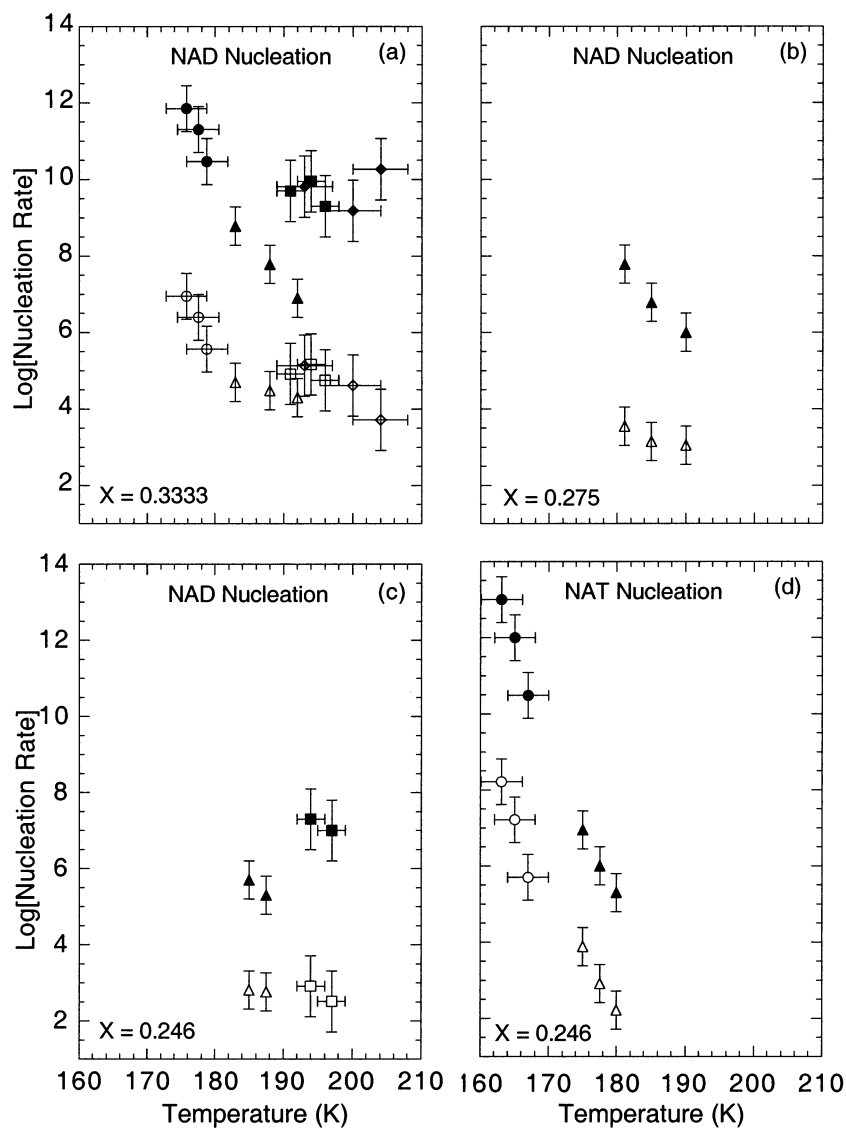 14
12
10
8
6
4
2
Log[Nucleation Rate]
NAD Nucleation (a)
X = 0.3333
NAD Nucleation (b)
X = 0.275
14
12
10
8
6
4
2
Log[Nucleation Rate]
NAD Nucleation (c)
X = 0.246
160 170 180 190 200 210
Temperature (K)
NAT Nucleation (d)
X = 0.246
160 170 180 190 200 210
Temperature (K)